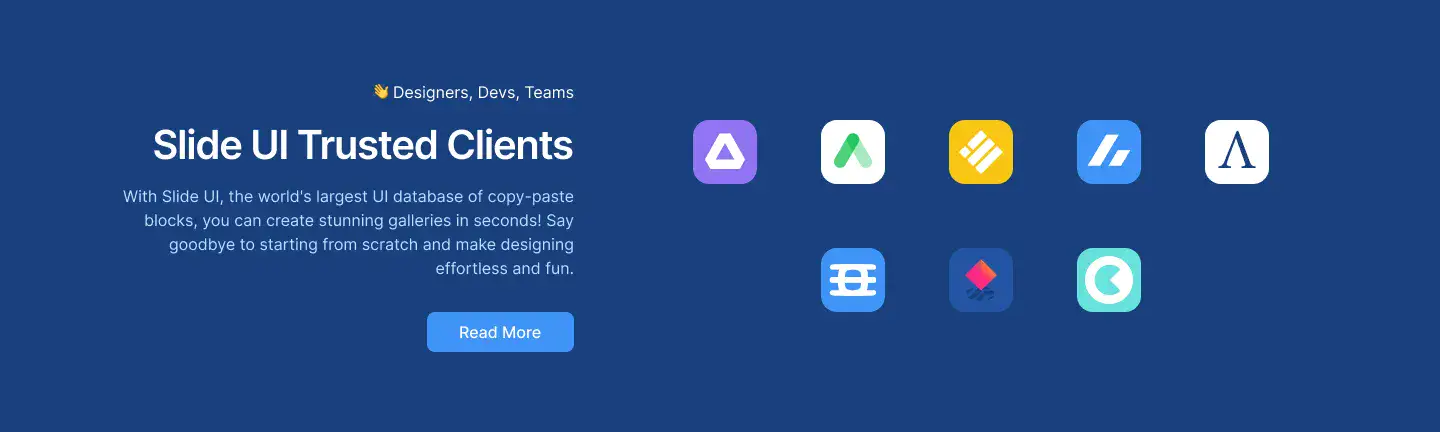 👋 Designers, Devs, Teams
Slide UI Trusted Clients
With Slide UI, the world's largest UI database of copy-paste
blocks, you can create stunning galleries in seconds! Say
goodbye to starting from scratch and make designing
effortless and fun.
Read More